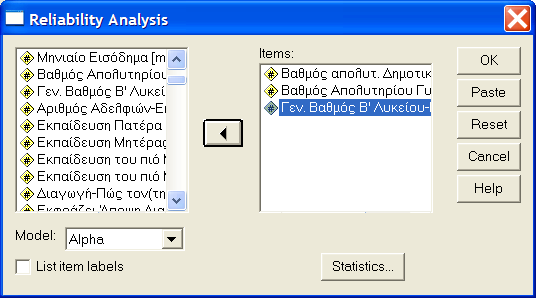 Reliability Analysis
Μηνιαίο Εισόδημα [m
Βαθμός Απολυτηρίου
Γεν. Βαθμός Β' Λυκεί
Αριθμός Αδελφιών-Επ
Εκπαίδευση Πατέρα
Εκπαίδευση Μητέρας
Εκπαίδευση του πιό Μ
Εκπαίδευση του πιό Μ
Διαγωγή-Πώς τον(τη
Εκφράζει Άποψη Δια
Items:
Βαθμός απολυτ. Δημοτικ
Βαθμός Απολυτηρίου Γυ
Γεν. Βαθμός Β' Λυκείου-
OK
Paste
Reset
Cancel
Help
Model:
Alpha
List item labels
Statistics...